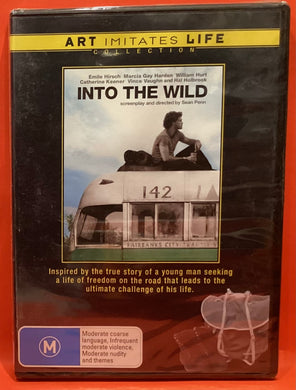 ART IMITATES LIFE
COLLECTION
Emile Hirsch Marcia Gay Harden William Hurt
Catherine Keener Vince Vaughn and Hal Holbrook
INTO THE WILD
screenplay and directed by Sean Penn
142
FAIRBANKS CITY TRANSIT
Inspired by the true story of a young man seeking
a life of freedom on the road that leads to the
ultimate challenge of his life.
M
Moderate coarse
language, Infrequent
moderate violence,
Moderate nudity
and themes